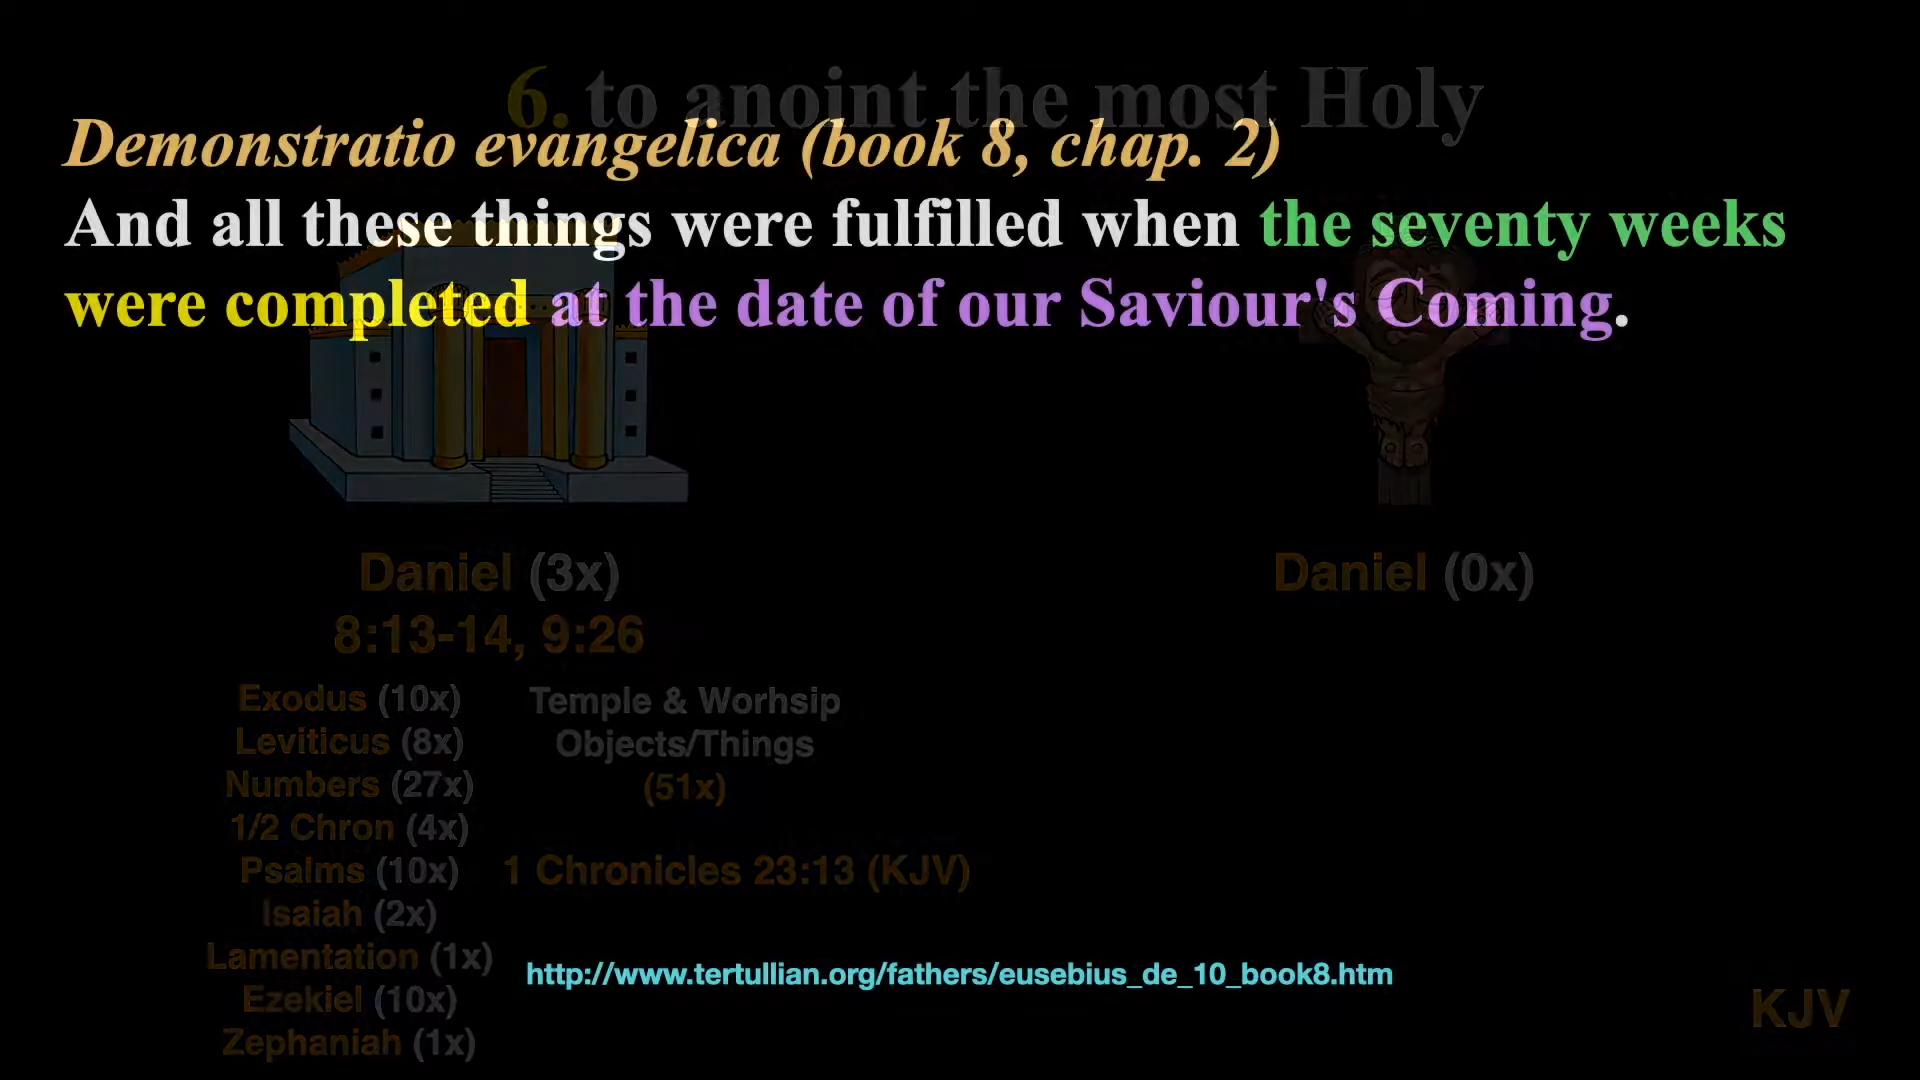 6. to anoint the most Holy
Demonstratio evangelica (book 8, chap. 2)
And all these things were fulfilled when the seventy weeks
were completed at the date of our Saviour's Coming.
Daniel (3x)
8:13-14, 9:26
Daniel (0x)
Exodus (10x)
Leviticus (8x)
Numbers (27x)
1/2 Chron (4x)
Psalms (10x)
Isaiah (2x)
Lamentation (1x)
Ezekiel (10x)
Zephaniah (1x)
Temple & Worhsip
Objects/Things
(51x)
1 Chronicles 23:13 (KJV)
http://www.tertullian.org/fathers/eusebius_de_10_book8.htm
KJV